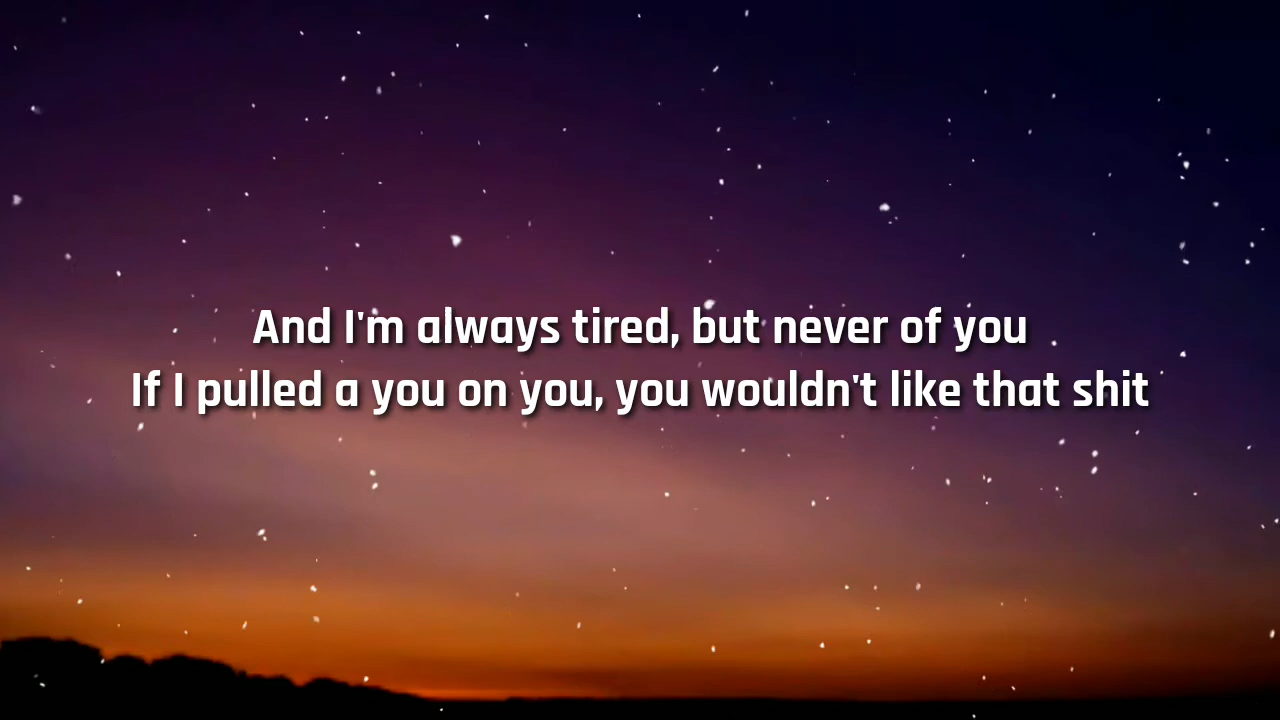 And I'm always tired, but never of you
If I pulled a you on you, you wouldn't like that shit